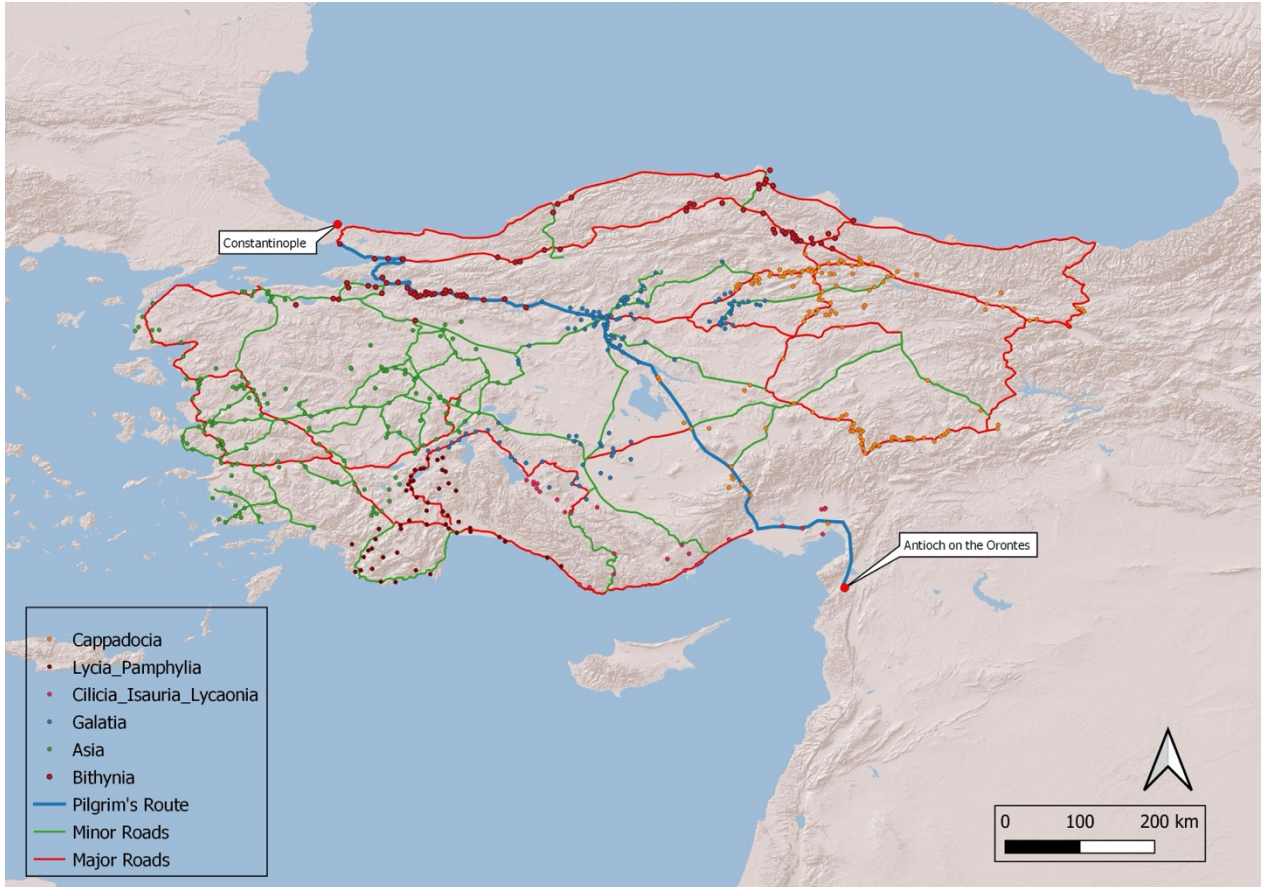 Constantinople
Antioch on the Orontes
Cappadocia
Lycia_Pamphylia
Cilicia_Isauria_Lycaonia
Galatia
Asia
Bithynia
Pilgrim's Route
Minor Roads
Major Roads
0 100 200 km